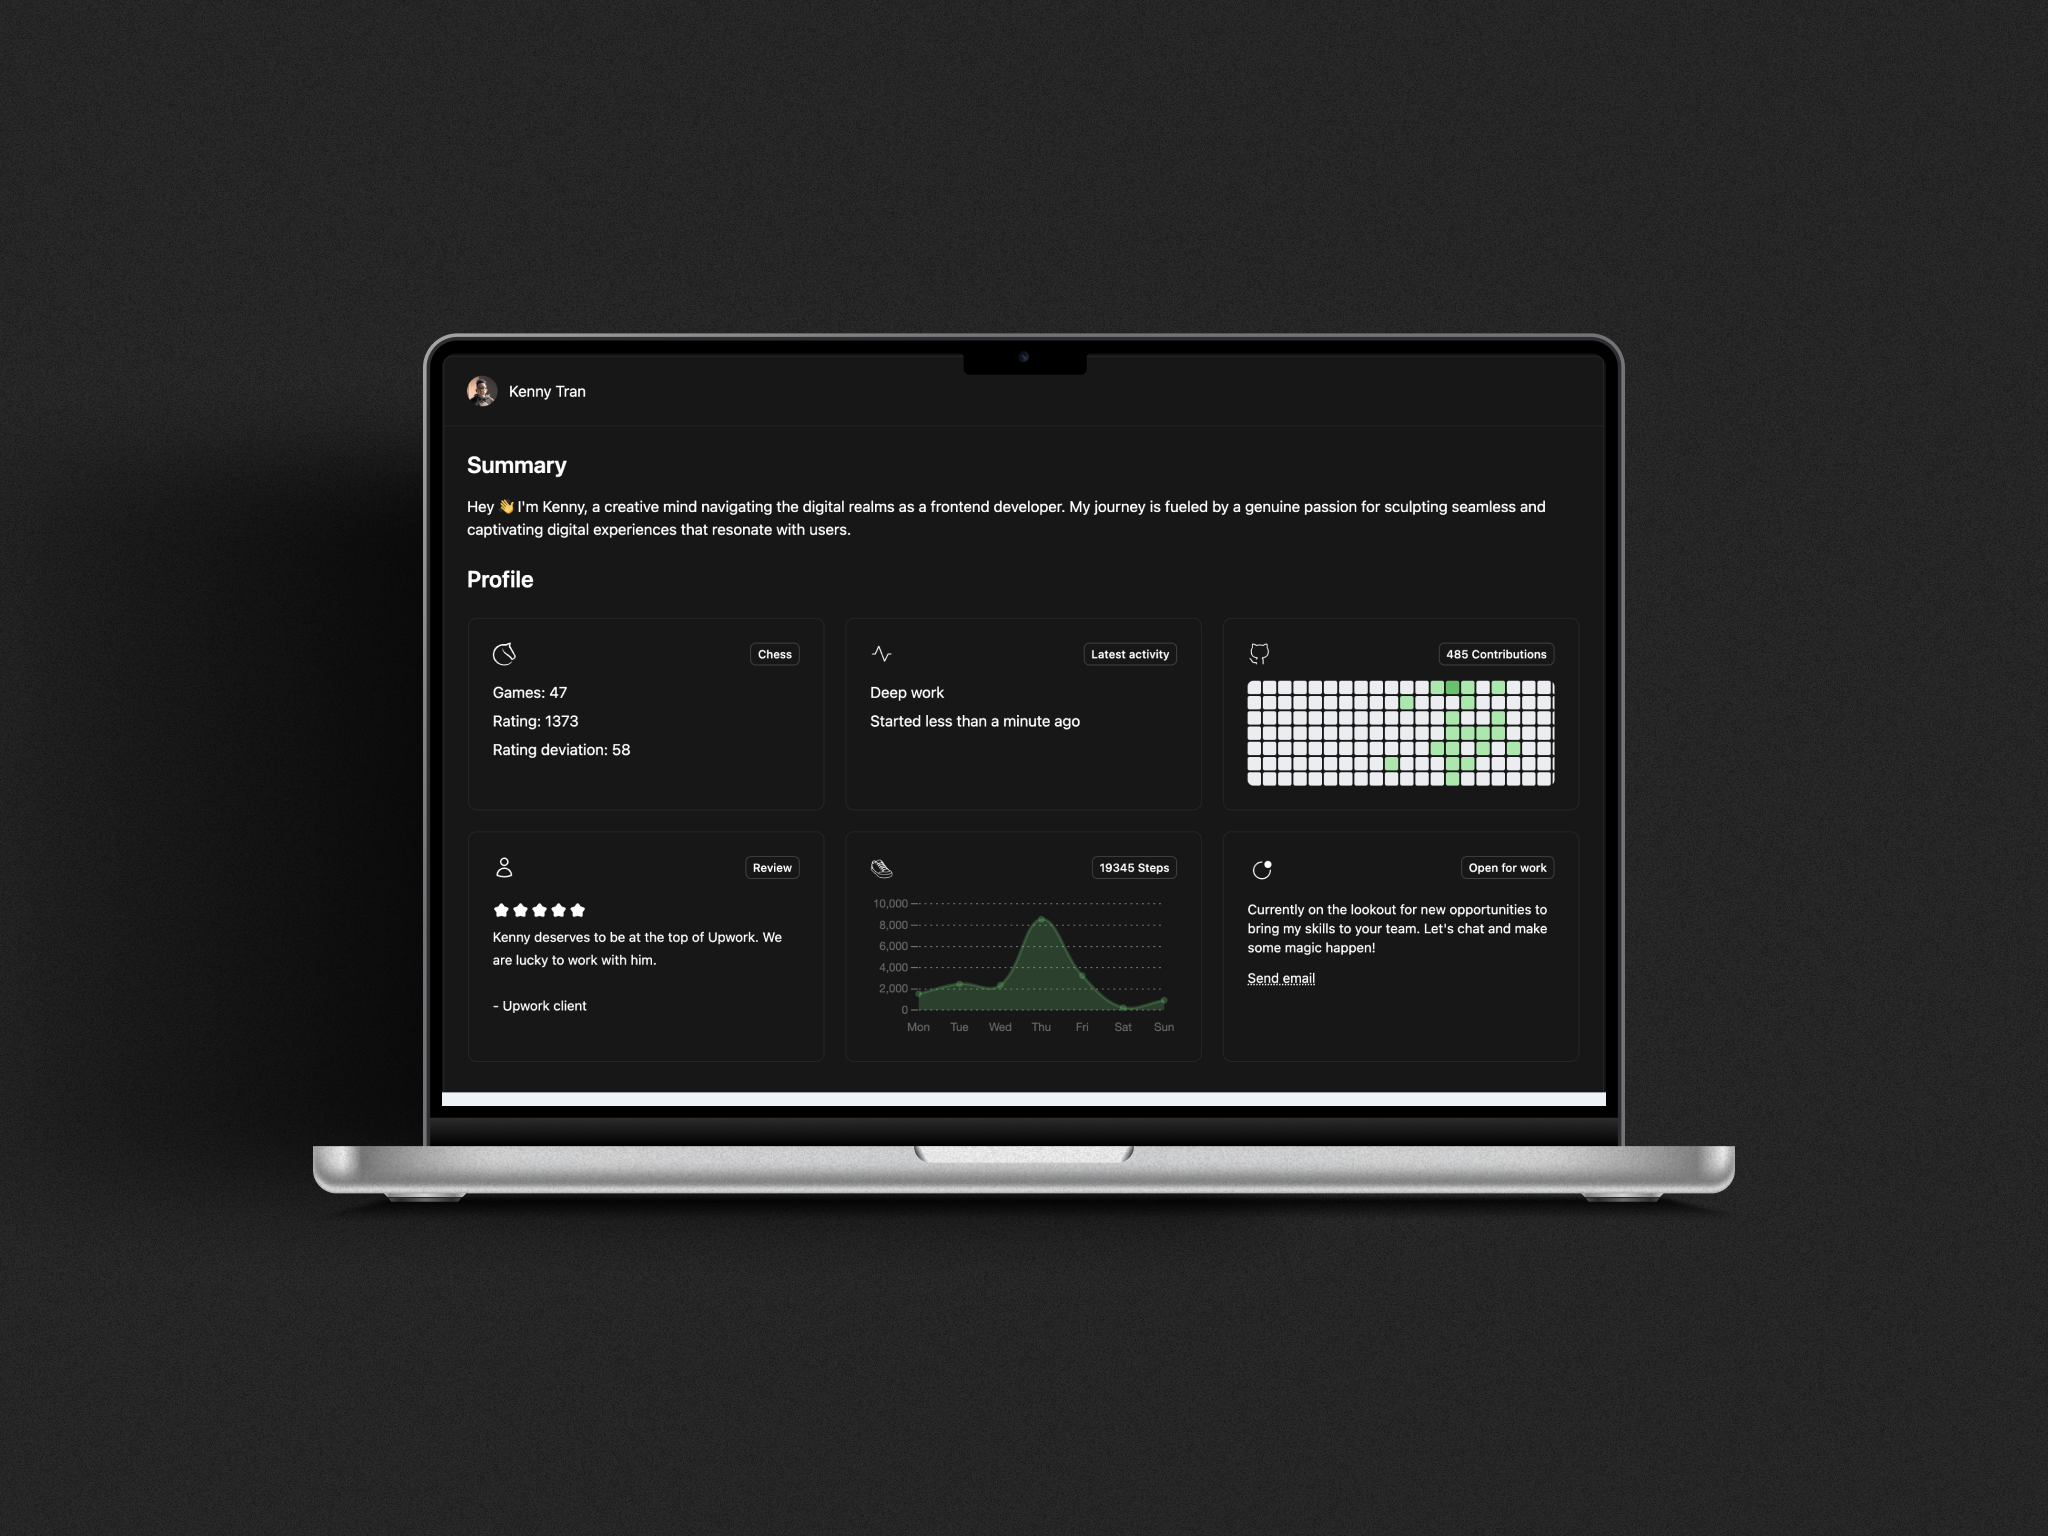 Kenny Tran
Summary
Hey 👋 I'm Kenny, a creative mind navigating the digital realms as a frontend developer. My journey is fueled by a genuine passion for sculpting seamless and
captivating digital experiences that resonate with users.
Profile
Chess
Games: 47
Rating: 1373
Rating deviation: 58
Latest activity
Deep work
Started less than a minute ago
485 Contributions
Review
Kenny deserves to be at the top of Upwork. We
are lucky to work with him.
- Upwork client
19345 Steps
10,000
8,000
6,000
4,000
2,000
0
Mon Tue Wed Thu Fri Sat Sun
Open for work
Currently on the lookout for new opportunities to
bring my skills to your team. Let's chat and make
some magic happen!
Send email